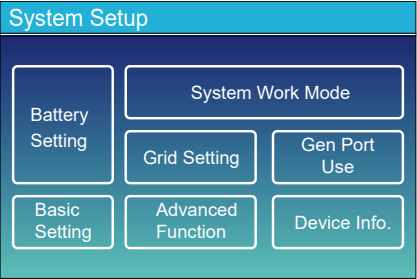 System Setup
Battery
Setting
System Work Mode
Grid Setting
Gen Port
Use
Basic
Setting
Advanced
Function
Device Info.